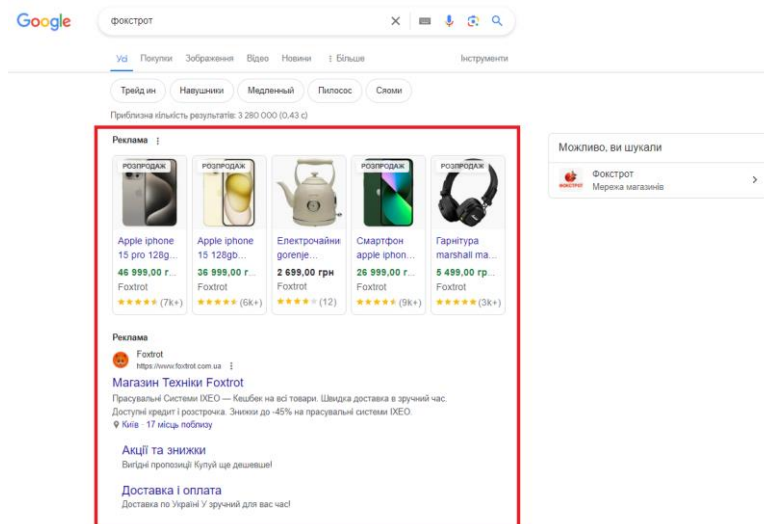 Google
фокстрот
Усі Покупки Зображення Відео Новини Більше Інструменти
Трейд ин Навушники Медленный Пилосос Сяоми
Приблизна кількість результатів: 3 280 000 (0,43 с)
Реклама
РОЗПРОДАЖ РОЗПРОДАЖ РОЗПРОДАЖ РОЗПРОДАЖ
Apple iphone 15 pro 128g...
46 999,00 г...
Foxtrot
(7k+)
Apple iphone 15 128gb...
36 999,00 г...
Foxtrot
(6k+)
Електрочайни gorenje...
2 699,00 грн
Foxtrot
(12)
Смартфон apple iphon...
26 999,00 г...
Foxtrot
(9k+)
Гарнітура marshall ma...
5 499,00 гр...
Foxtrot
(3k+)
Реклама
Foxtrot
https://www.foxtrot.com.ua
Магазин Техніки Foxtrot
Прасувальні Системи IXEO — Кешбек на всі товари. Швидка доставка в зручний час.
Доступні кредит і розстрочка. Знижки до -45% на прасувальні системи IXEO.
Київ · 17 місць поблизу
Акції та знижки
Вигідні пропозиції Купуй ще дешевше!
Доставка і оплата
Доставка по Україні У зручний для вас час!
Можливо, ви шукали
Фокстрот
Мережа магазинів